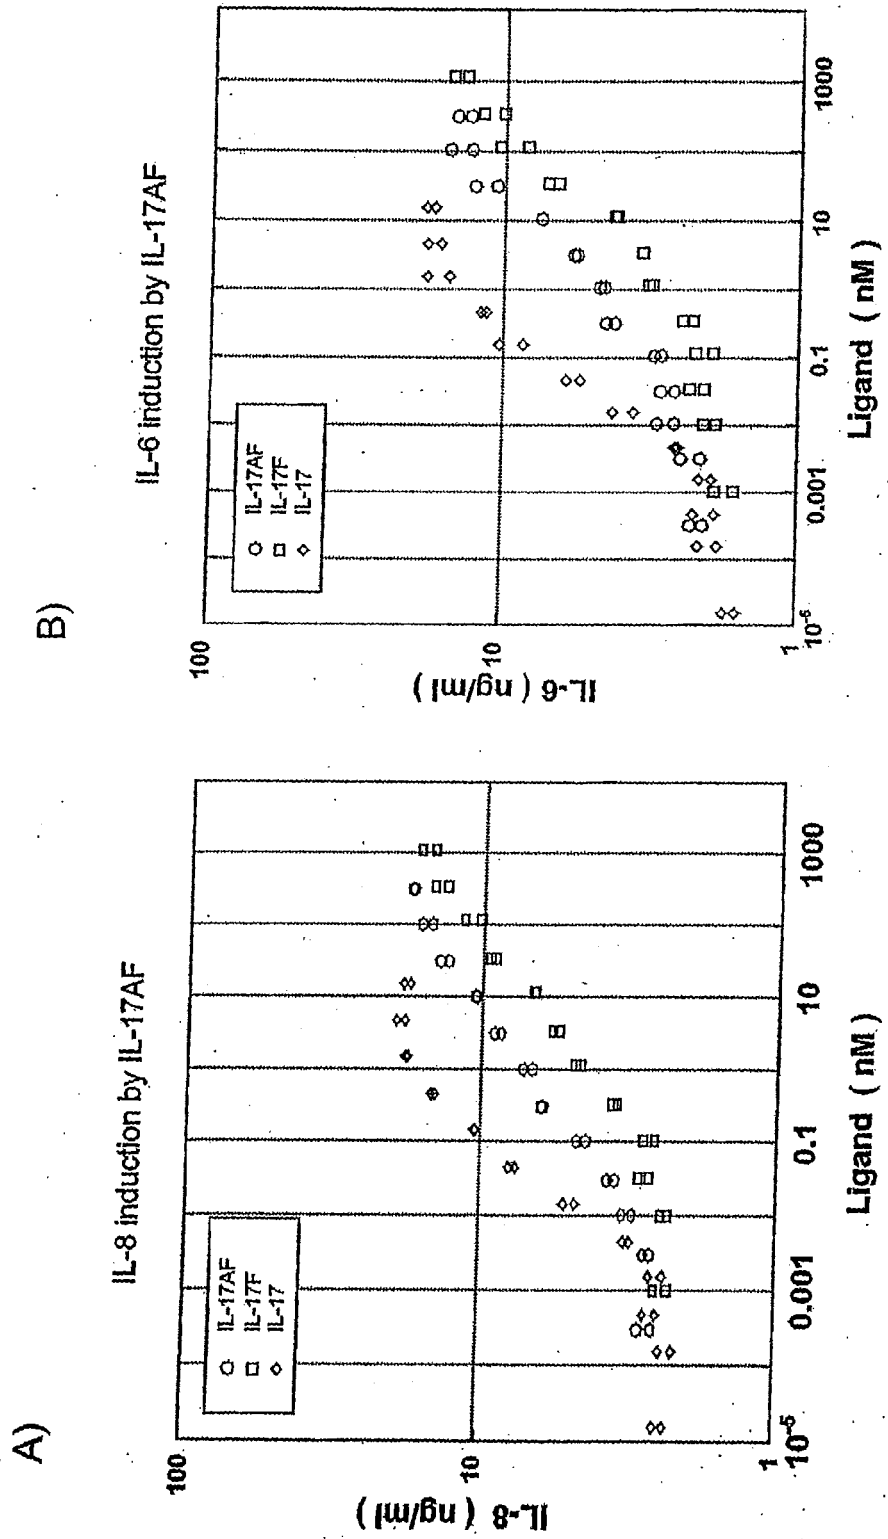 A)
IL-8 induction by IL-17AF
IL-8 ( ng/ml )
100
10
1
IL-17AF
IL-17F
IL-17
10-5
0.001
0.1
10
1000
Ligand ( nM )
B)
IL-6 induction by IL-17AF
IL-6 ( ng/ml )
100
10
1
IL-17AF
IL-17F
IL-17
10-5
0.001
0.1
10
1000
Ligand ( nM )